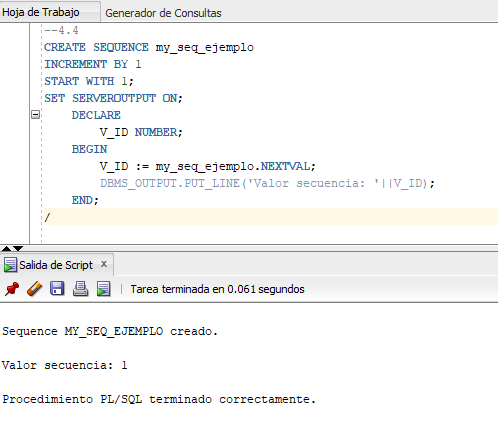 Hoja de Trabajo Generador de Consultas
--4.4
CREATE SEQUENCE my_seq_ejemplo
INCREMENT BY 1
START WITH 1;
SET SERVEROUTPUT ON;
DECLARE
V_ID NUMBER;
BEGIN
V_ID := my_seq_ejemplo.NEXTVAL;
DBMS_OUTPUT.PUT_LINE('Valor secuencia: '||V_ID);
END;
/
Salida de Script x
Tarea terminada en 0.061 segundos
Sequence MY_SEQ_EJEMPLO creado.
Valor secuencia: 1
Procedimiento PL/SQL terminado correctamente.